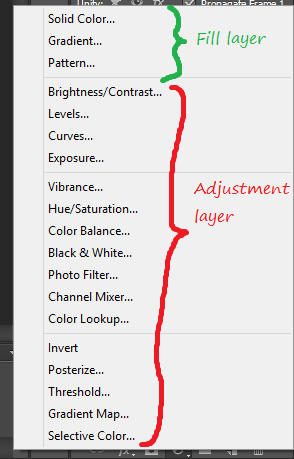 Unify:
Propagate Frame 1
Solid Color...
Gradient...
Pattern...
Fill layer
Brightness/Contrast...
Levels...
Curves...
Exposure...
Vibrance...
Hue/Saturation...
Color Balance...
Black & White...
Photo Filter...
Channel Mixer...
Color Lookup...
Adjustment
layer
Invert
Posterize...
Threshold...
Gradient Map...
Selective Color...
fx